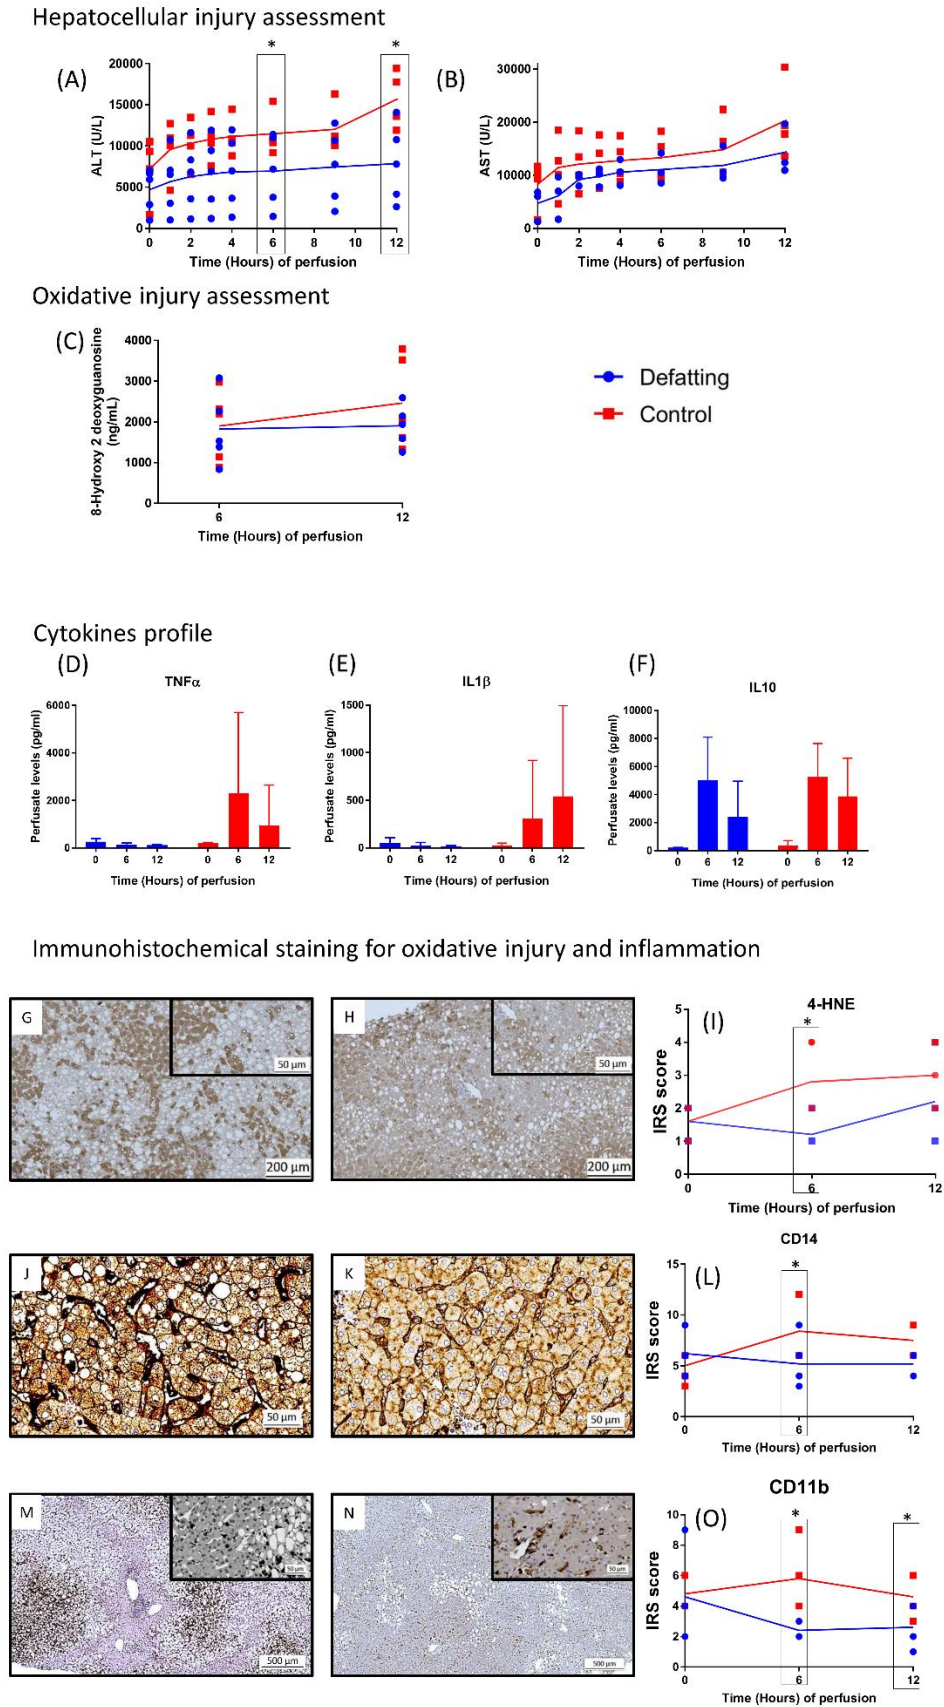 Hepatocellular injury assessment
(A)
ALT (U/L)
20000
15000
10000
5000
0
0 1 2 3 4 6 8 10 12
Time (Hours) of perfusion
*
*
(B)
AST (U/L)
30000
20000
10000
0
0 1 2 3 4 6 8 10 12
Time (Hours) of perfusion
Oxidative injury assessment
(C)
8-Hydroxy 2 deoxyguanosine
(ng/mL)
4000
3000
2000
1000
0
6 12
Time (Hours) of perfusion
Defatting
Control
Cytokines profile
(D)
TNFα
Perfusate levels (pg/ml)
6000
4000
2000
0
0 6 12 0 6 12
Time (Hours) of perfusion
(E)
IL1β
Perfusate levels (pg/ml)
1500
1000
500
0
0 6 12 0 6 12
Time (Hours) of perfusion
(F)
IL10
Perfusate levels (pg/ml)
10000
8000
6000
4000
2000
0
0 6 12 0 6 12
Time (Hours) of perfusion
Immunohistochemical staining for oxidative injury and inflammation
G
50 µm
200 µm
H
50 µm
200 µm
(I)
4-HNE
*
IRS score
5
4
3
2
1
0
0 6 12
Time (Hours) of perfusion
J
50 µm
K
50 µm
(L)
CD14
*
IRS score
15
10
5
0
0 6 12
Time (Hours) of perfusion
M
50 µm
500 µm
N
50 µm
500 µm
(O)
CD11b
*
*
IRS score
10
8
6
4
2
0
0 6 12
Time (Hours) of perfusion